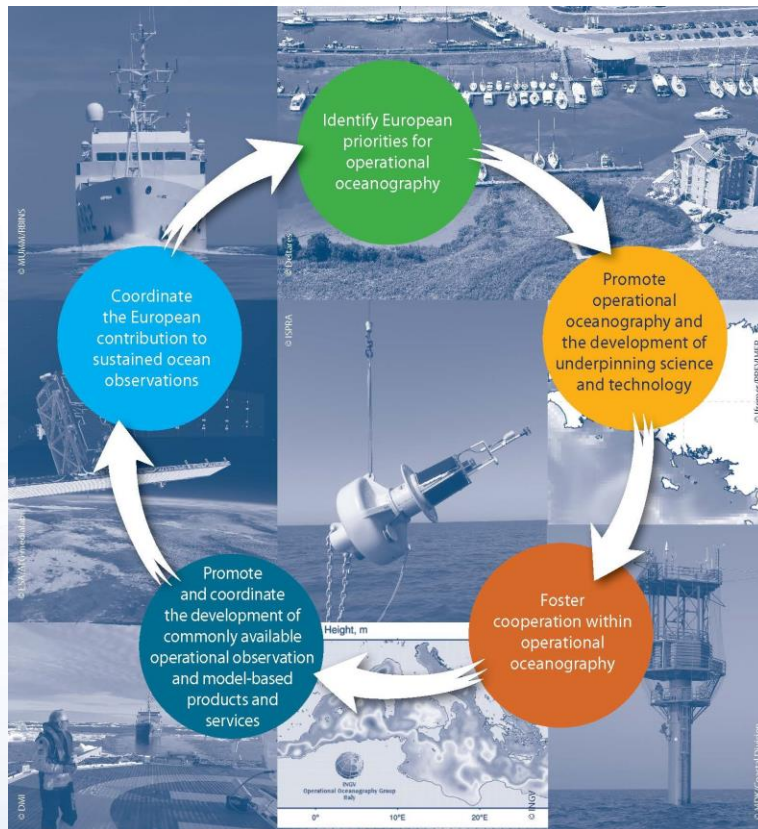 Identify European
priorities for
operational
oceanography
Promote
operational
oceanography and
the development of
underpinning science
and technology
Foster
cooperation within
operational
oceanography
Promote
and coordinate
the development of
commonly available
operational observation
and model-based
products and
services
Coordinate
the European
contribution to
sustained ocean
observations
© MUMM/RBINS
© Deltares
© ISPRA
Height, m
INGV
Operational Oceanography Group
Italy
0°
10°E
20°E
© INGV
© DMI